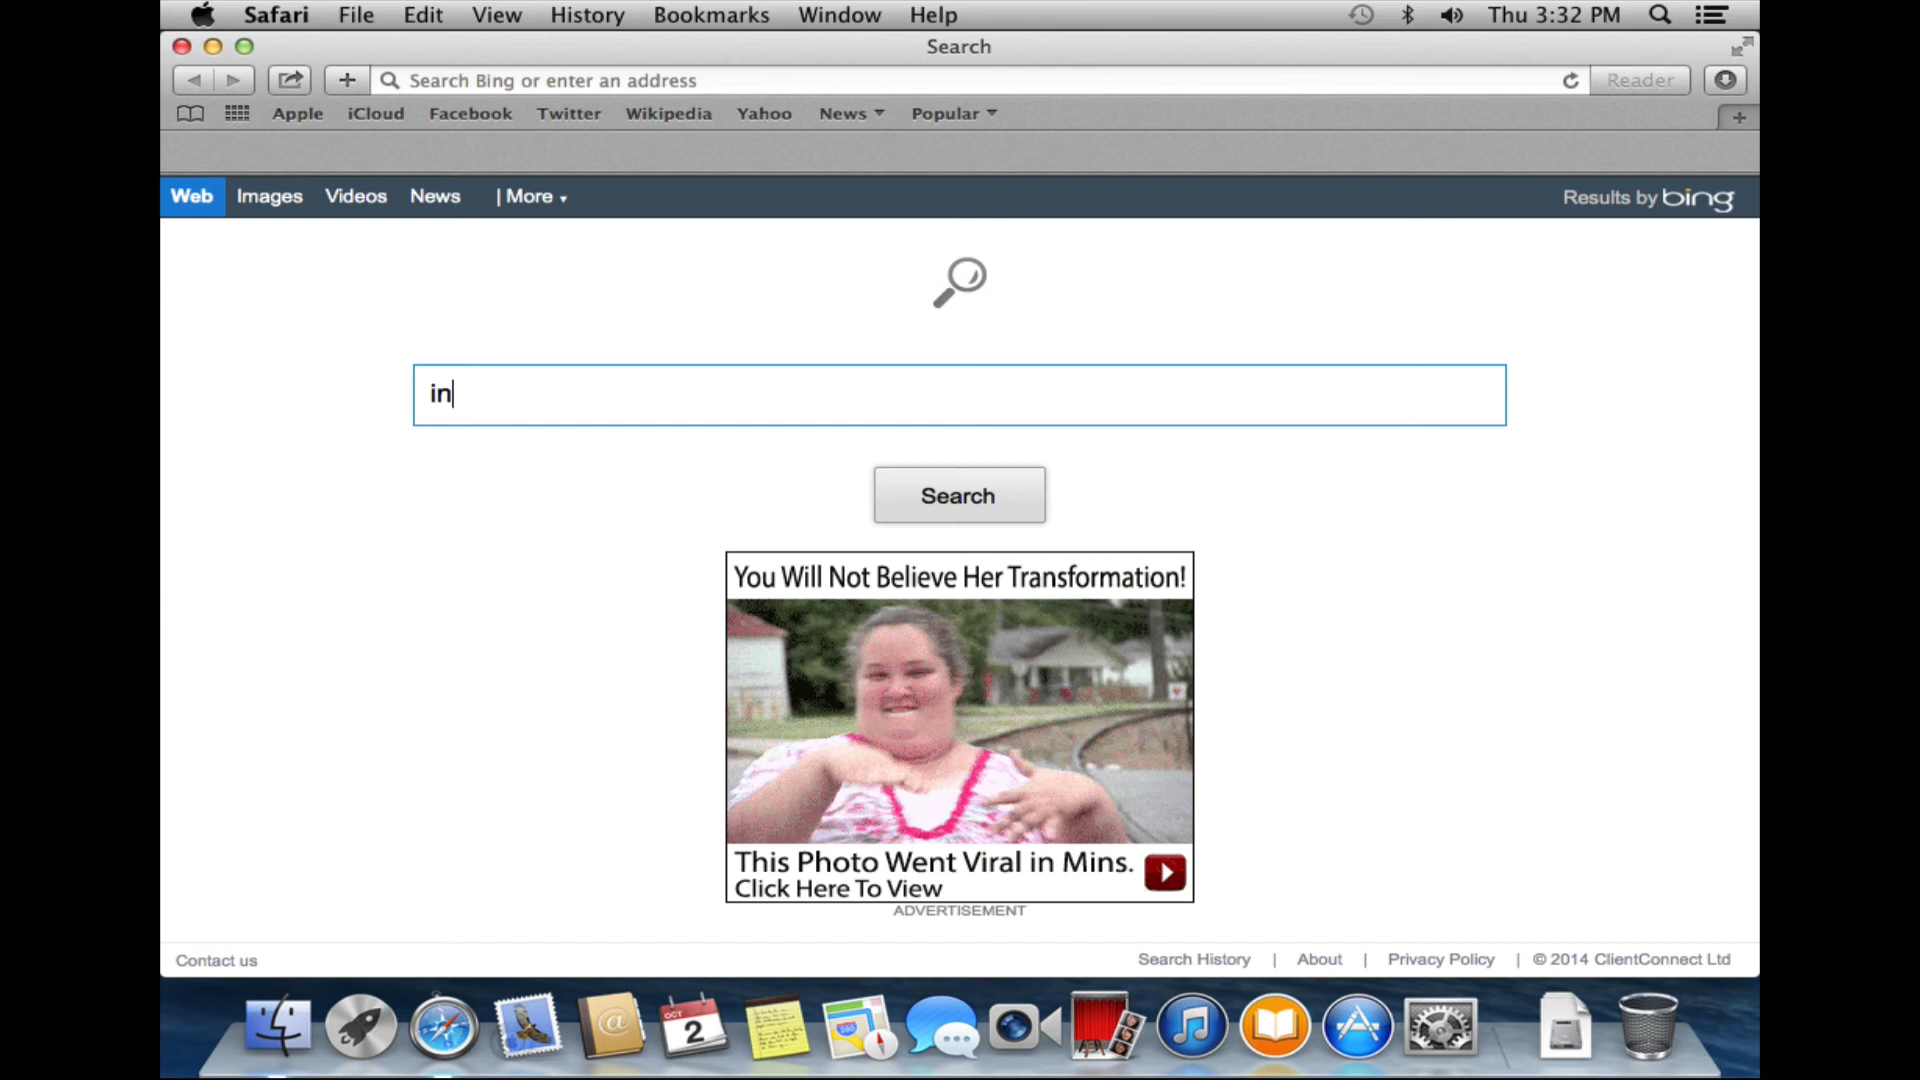 Safari File Edit View History Bookmarks Window Help Thu 3:32 PM
Search
Search Bing or enter an address Reader
Apple iCloud Facebook Twitter Wikipedia Yahoo News Popular
Web Images Videos News | More Results by bing
in
Search
You Will Not Believe Her Transformation!
This Photo Went Viral in Mins.
Click Here To View
ADVERTISEMENT
Contact us Search History | About | Privacy Policy | © 2014 ClientConnect Ltd
OCT
2